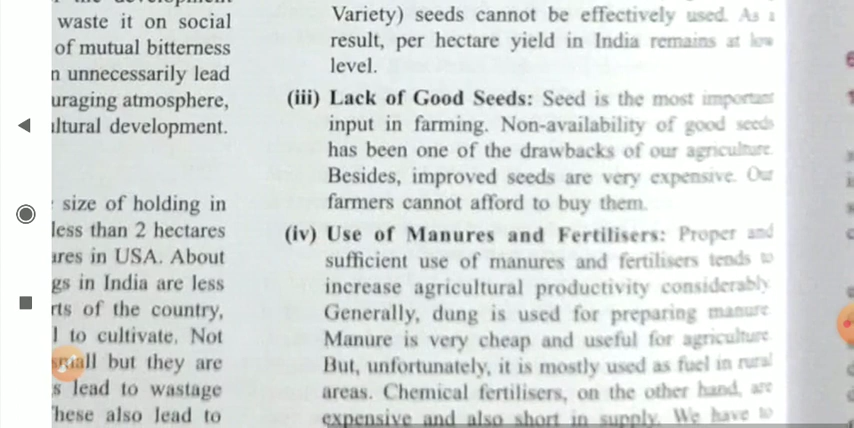 waste it on social
of mutual bitterness
unnecessarily lead
uraging atmosphere,
ltural development.
size of holding in
less than 2 hectares
res in USA. About
gs in India are less
rts of the country,
to cultivate. Not
small but they are
s lead to wastage
hese also lead to
Variety) seeds cannot be effectively used. As a
result, per hectare yield in India remains at low
level.
(iii) Lack of Good Seeds: Seed is the most important
input in farming. Non-availability of good seeds
has been one of the drawbacks of our agriculture.
Besides, improved seeds are very expensive. Our
farmers cannot afford to buy them.
(iv) Use of Manures and Fertilisers: Proper and
sufficient use of manures and fertilisers tends to
increase agricultural productivity considerably
Generally, dung is used for preparing manure
Manure is very cheap and useful for agriculture
But, unfortunately, it is mostly used as fuel in rural
areas. Chemical fertilisers, on the other hand, are
expensive and also short in supply. We have to